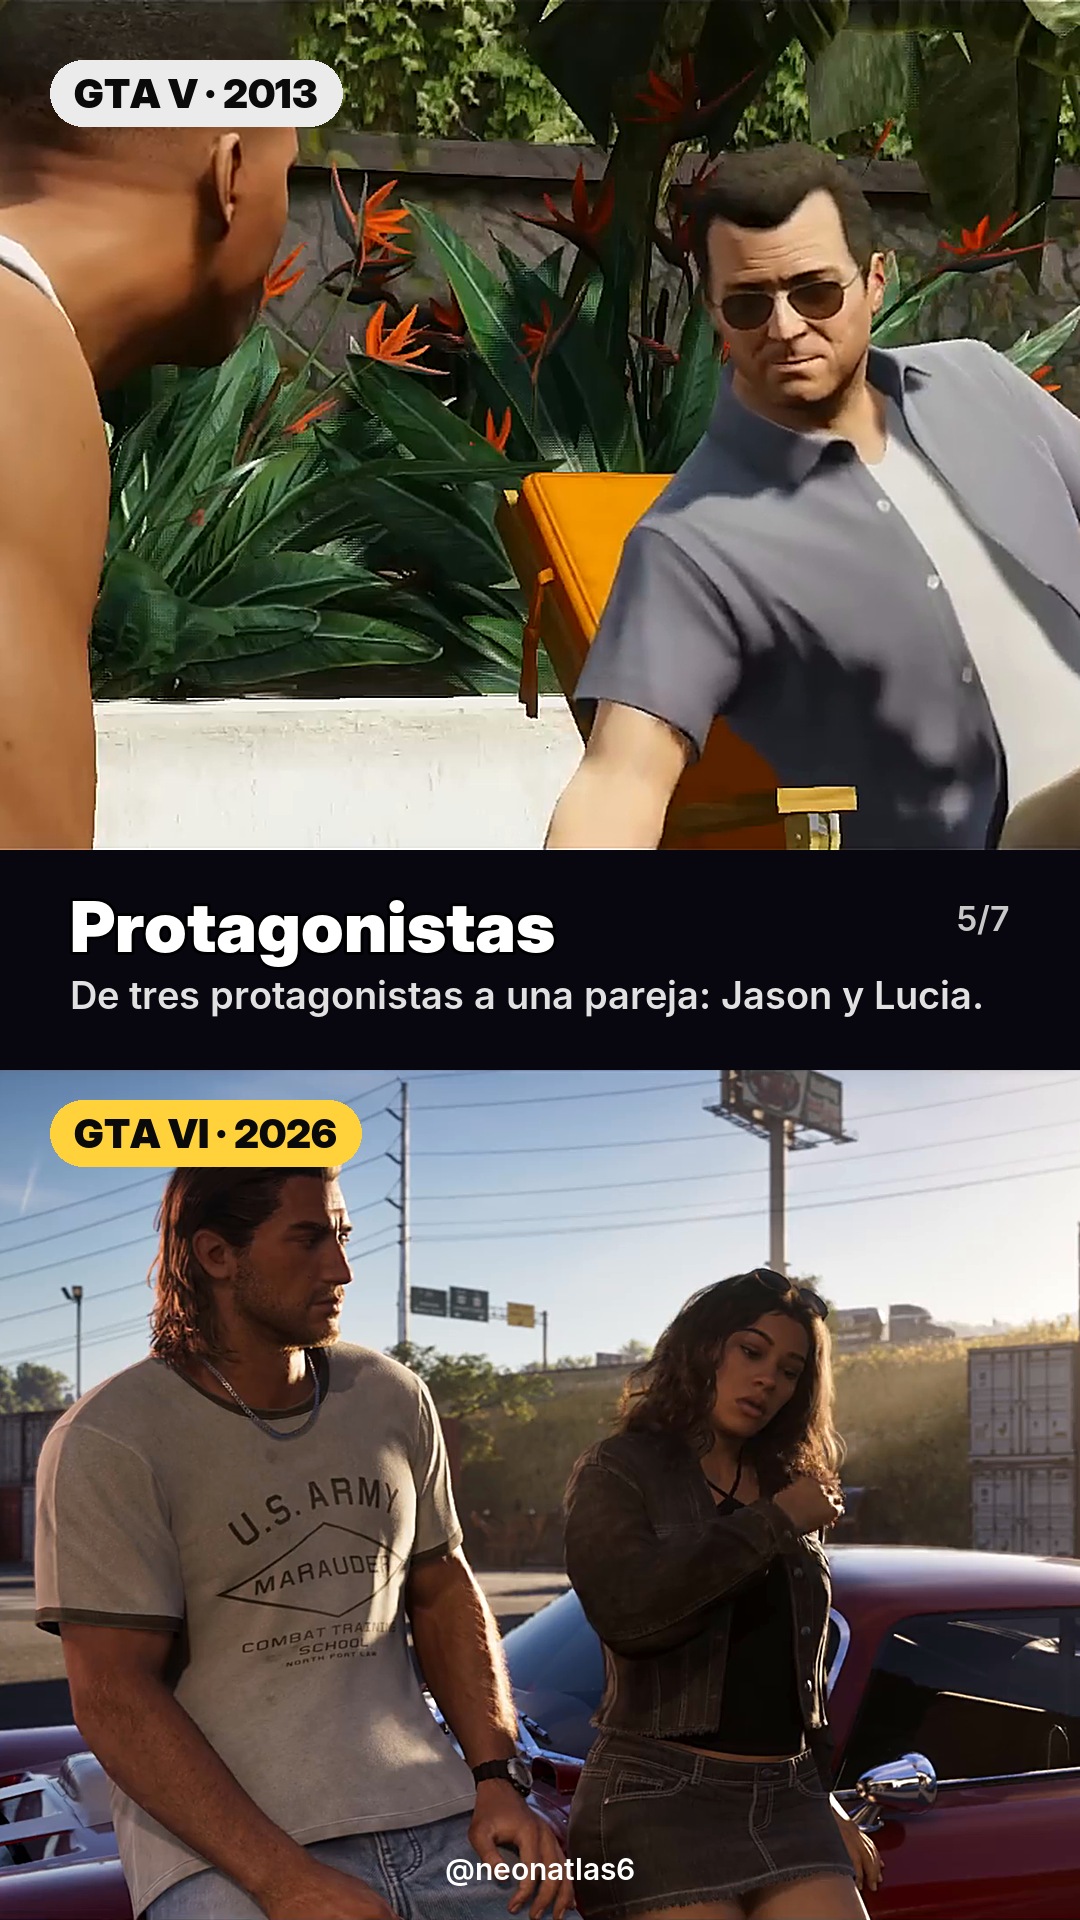 GTA V · 2013
Protagonistas
5/7
De tres protagonistas a una pareja: Jason y Lucia.
GTA VI · 2026
U.S. ARMY
MARAUDER
COMBAT TRAINING
SCHOOL
@neonatlas6